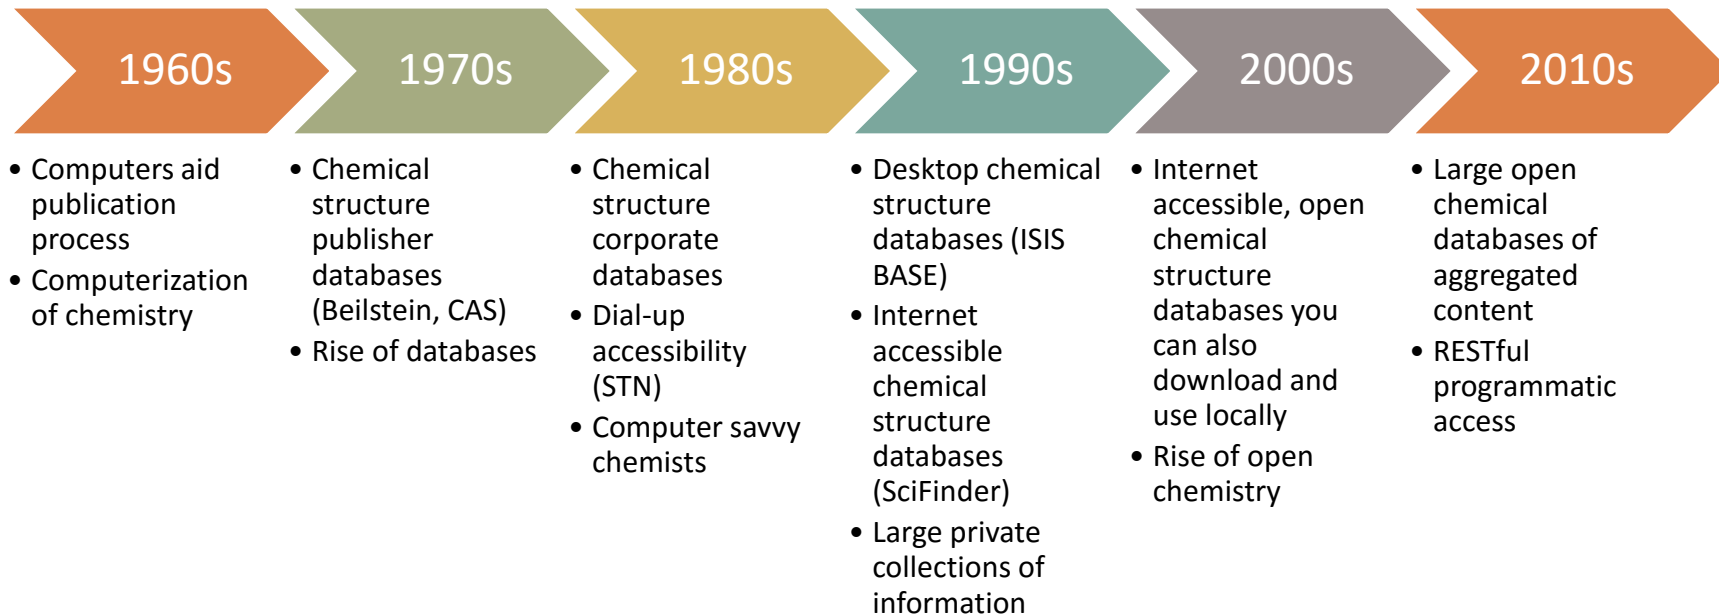 1960s
1970s
1980s
1990s
2000s
2010s
• Computers aid
publication
process
• Computerization
of chemistry
• Chemical
structure
publisher
databases
(Beilstein, CAS)
• Rise of databases
• Chemical
structure
corporate
databases
• Dial-up
accessibility
(STN)
• Computer savvy
chemists
• Desktop chemical
structure
databases (ISIS
BASE)
• Internet
accessible
chemical
structure
databases
(SciFinder)
• Large private
collections of
information
• Internet
accessible, open
chemical
structure
databases you
can also
download and
use locally
• Rise of open
chemistry
• Large open
chemical
databases of
aggregated
content
• RESTful
programmatic
access